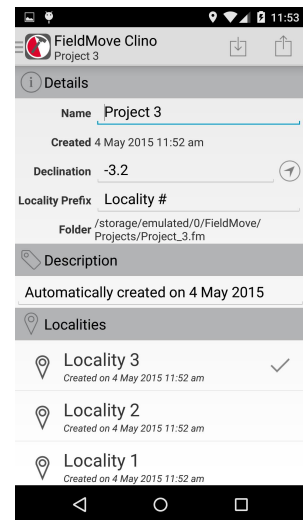 11:53
FieldMove Clino
Project 3
Details
Name Project 3
Created 4 May 2015 11:52 am
Declination -3.2
Locality Prefix Locality #
Folder /storage/emulated/0/FieldMove/
Projects/Project_3.fm
Description
Automatically created on 4 May 2015
Localities
Locality 3
Created on 4 May 2015 11:52 am
Locality 2
Created on 4 May 2015 11:52 am
Locality 1
Created on 4 May 2015 11:52 am